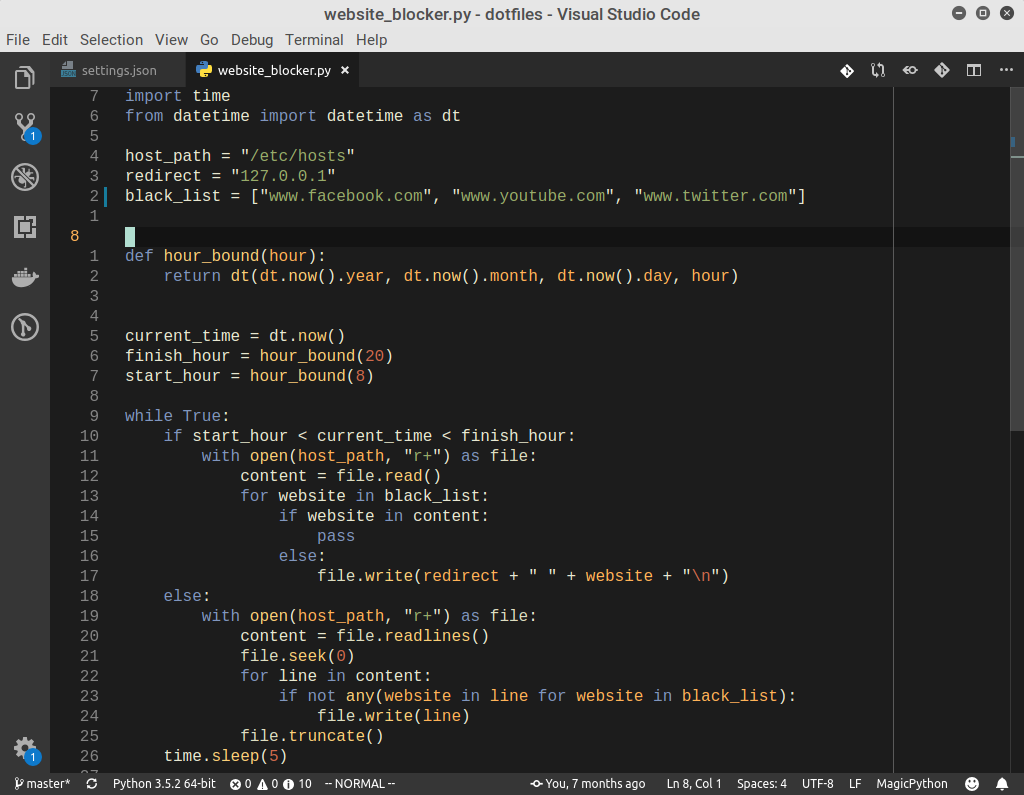 website_blocker.py - dotfiles - Visual Studio Code
File Edit Selection View Go Debug Terminal Help
settings.json website_blocker.py ×
7 import time
6 from datetime import datetime as dt
5
4 host_path = "/etc/hosts"
3 redirect = "127.0.0.1"
2 black_list = ["www.facebook.com", "www.youtube.com", "www.twitter.com"]
1
8
1 def hour_bound(hour):
2     return dt(dt.now().year, dt.now().month, dt.now().day, hour)
3
4
5 current_time = dt.now()
6 finish_hour = hour_bound(20)
7 start_hour = hour_bound(8)
8
9 while True:
10     if start_hour < current_time < finish_hour:
11         with open(host_path, "r+") as file:
12             content = file.read()
13             for website in black_list:
14                 if website in content:
15                     pass
16                 else:
17                     file.write(redirect + " " + website + "\n")
18     else:
19         with open(host_path, "r+") as file:
20             content = file.readlines()
21             file.seek(0)
22             for line in content:
23                 if not any(website in line for website in black_list):
24                     file.write(line)
25             file.truncate()
26     time.sleep(5)
1
1
master* Python 3.5.2 64-bit 0 0 10 -- NORMAL -- You, 7 months ago Ln 8, Col 1 Spaces: 4 UTF-8 LF MagicPython